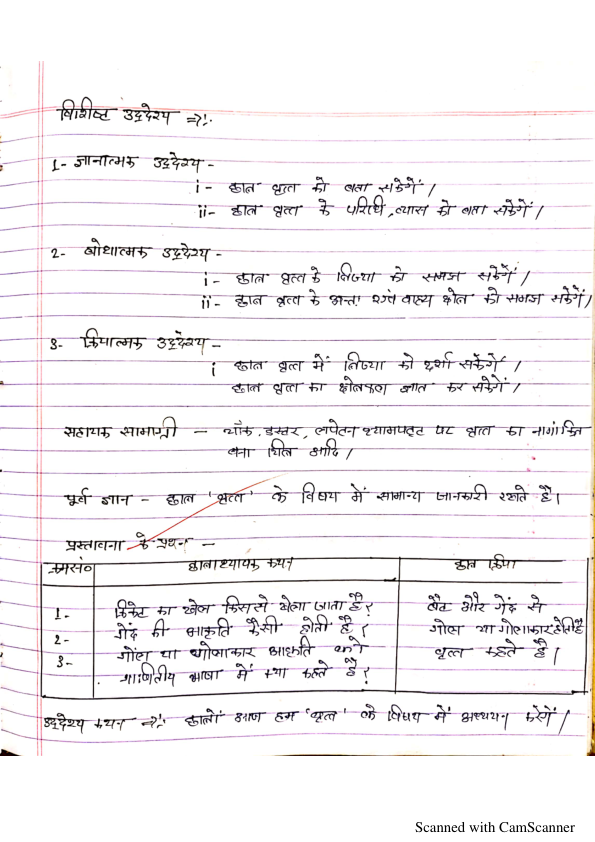 विशिष्ट उद्देश्य =>:-
1- ज्ञानात्मक उद्देश्य -
i - छात्र वृत्त को बता सकेगें /
ii- छात्र वृत्त के परिधि, व्यास को बता सकेगें /
2- बोधात्मक उद्देश्य -
i - छात्र वृत्त के त्रिज्या को समझ सकेगें /
ii - छात्र वृत्त के अन्तः एवं वाह्य क्षेत्र को समझ सकेगें /
3- क्रियात्मक उद्देश्य -
i छात्र वृत्त में त्रिज्या को दर्शा सकेगें /
छात्र वृत्त का क्षेत्रफल ज्ञात कर सकेगें /
सहायक सामाग्री - चॉक, डस्टर, लपेटन श्यामपट्ट पर वृत्त का नामांकित
बना चित्र आदि /
पूर्व ज्ञान - छात्र 'वृत्त' के विषय में सामान्य जानकारी रखते है।
प्रस्तावना के प्रश्न -
क्रमसं० छात्राध्यापक कथन छात्र क्रिया
1- क्रिकेट का खेल किससे खेला जाता है? बैट और गेंद से
2- गेंद की आकृति कैसी होती है? गोल या गोलाकार होती है
3- गोल या गोलाकार आकृति को वृत्त कहते है /
गाणितीय भाषा में क्या कहते है?
उद्देश्य कथन =>:- छात्रों आज हम 'वृत्त' के विषय में अध्ययन करेगें /
Scanned with CamScanner